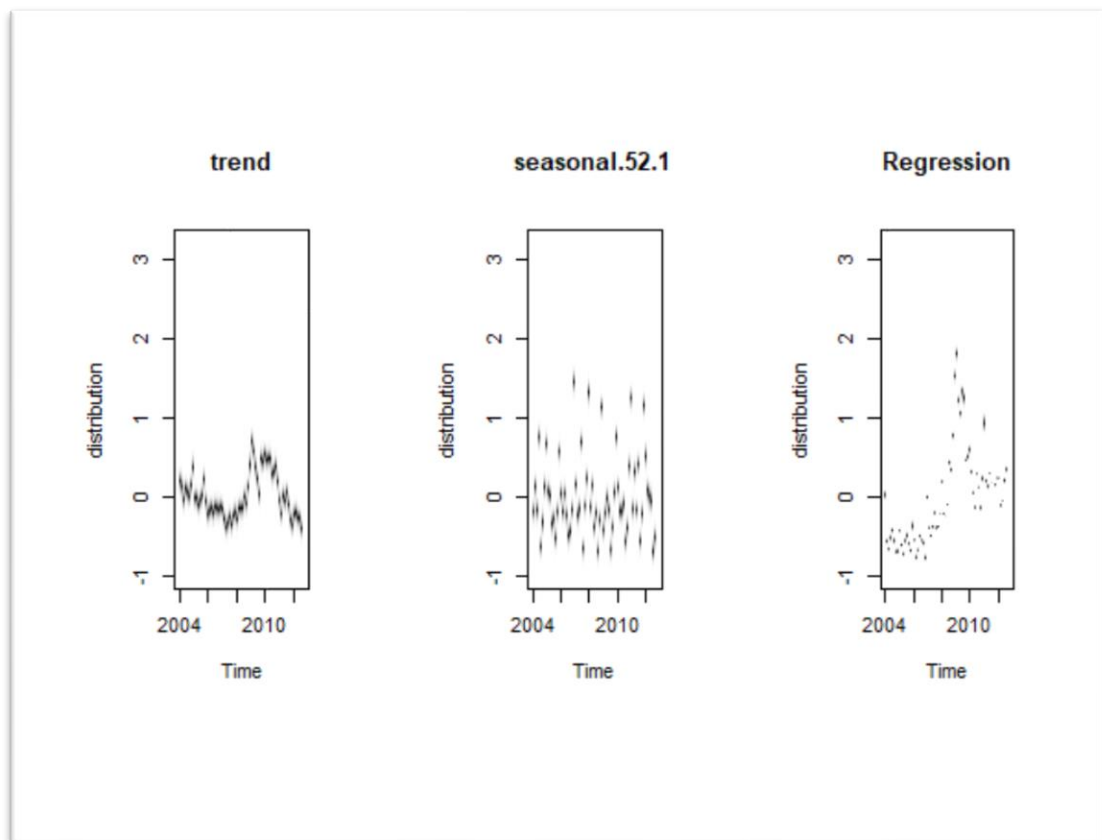 trend
distribution
3
2
1
0
-1
2004 2010
Time
seasonal.52.1
distribution
3
2
1
0
-1
2004 2010
Time
Regression
distribution
3
2
1
0
-1
2004 2010
Time